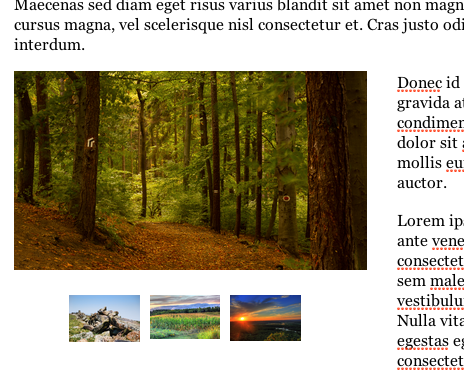 Maecenas sed diam eget risus varius blandit sit amet non magn
cursus magna, vel scelerisque nisl consectetur et. Cras justo odi
interdum.
Donec id
gravida at
condimen
dolor sit
mollis eu
auctor.
Lorem ips
ante vene
consectet
sem male
vestibulu
Nulla vita
egestas eg
consectet